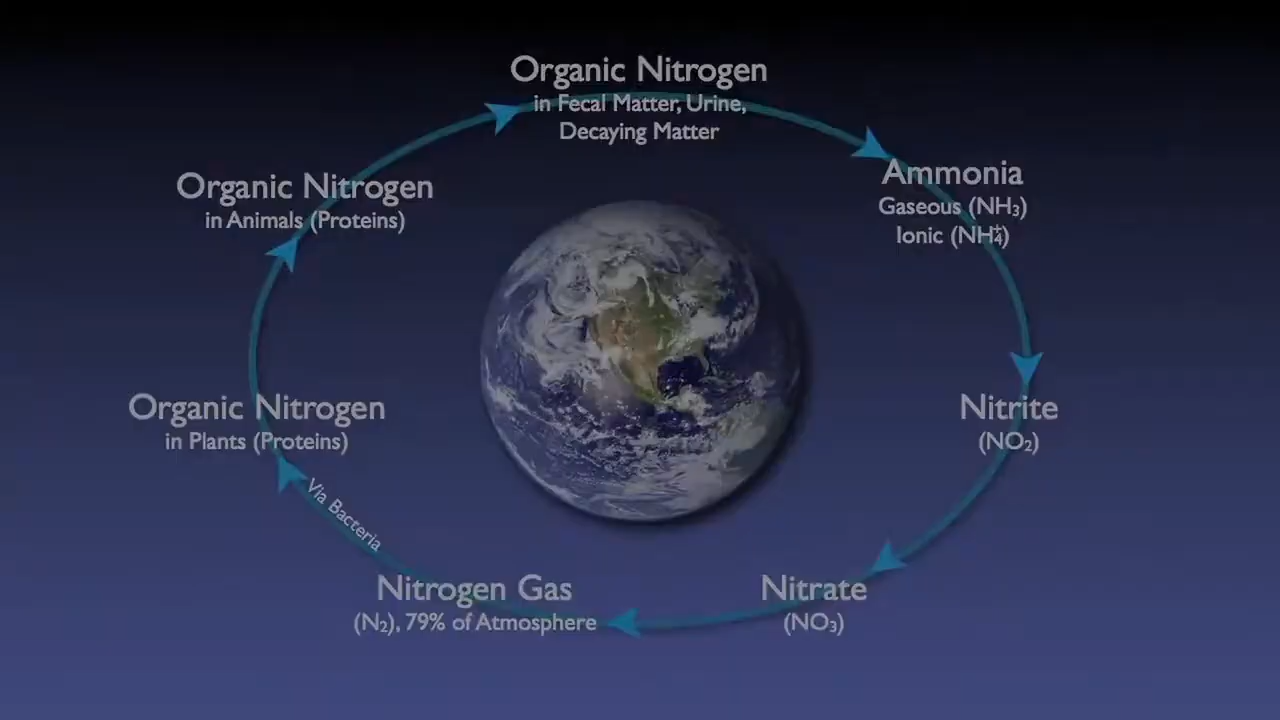 Organic Nitrogen
in Fecal Matter, Urine,
Decaying Matter
Ammonia
Gaseous (NH₃)
Ionic (NH₄⁺)
Nitrite
(NO₂)
Nitrate
(NO₃)
Nitrogen Gas
(N₂), 79% of Atmosphere
Via Bacteria
Organic Nitrogen
in Plants (Proteins)
Organic Nitrogen
in Animals (Proteins)